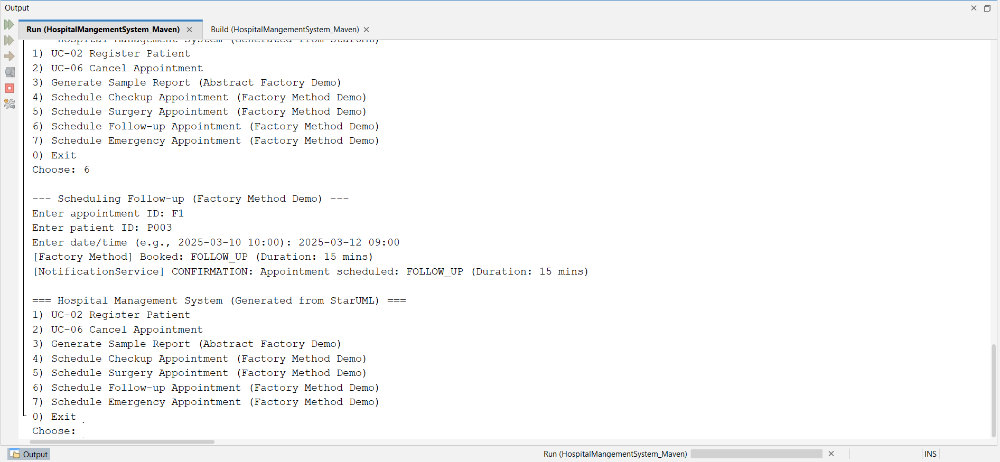 Output
Run (HospitalMangementSystem_Maven)
Build (HospitalMangementSystem_Maven)
Hospital Management System (Generated from StarUML)
1) UC-02 Register Patient
2) UC-06 Cancel Appointment
3) Generate Sample Report (Abstract Factory Demo)
4) Schedule Checkup Appointment (Factory Method Demo)
5) Schedule Surgery Appointment (Factory Method Demo)
6) Schedule Follow-up Appointment (Factory Method Demo)
7) Schedule Emergency Appointment (Factory Method Demo)
0) Exit
Choose: 6
--- Scheduling Follow-up (Factory Method Demo) ---
Enter appointment ID: F1
Enter patient ID: P003
Enter date/time (e.g., 2025-03-10 10:00): 2025-03-12 09:00
[Factory Method] Booked: FOLLOW_UP (Duration: 15 mins)
[NotificationService] CONFIRMATION: Appointment scheduled: FOLLOW_UP (Duration: 15 mins)
=== Hospital Management System (Generated from StarUML) ===
1) UC-02 Register Patient
2) UC-06 Cancel Appointment
3) Generate Sample Report (Abstract Factory Demo)
4) Schedule Checkup Appointment (Factory Method Demo)
5) Schedule Surgery Appointment (Factory Method Demo)
6) Schedule Follow-up Appointment (Factory Method Demo)
7) Schedule Emergency Appointment (Factory Method Demo)
0) Exit
Choose:
Output
Run (HospitalMangementSystem_Maven)
INS